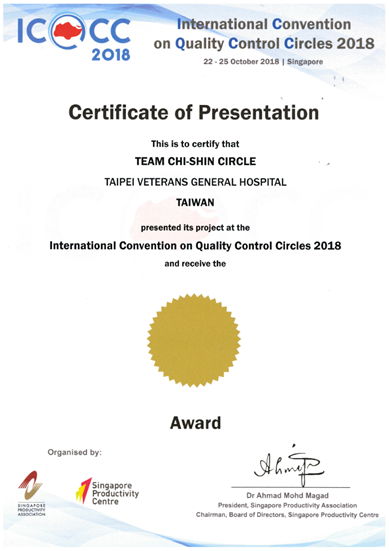 ICQCC
2018
International Convention
on Quality Control Circles 2018
22 - 25 October 2018 | Singapore
Certificate of Presentation
This is to certify that
TEAM CHI-SHIN CIRCLE
TAIPEI VETERANS GENERAL HOSPITAL
TAIWAN
presented its project at the
International Convention on Quality Control Circles 2018
and receive the
Award
Organised by:
SINGAPORE
PRODUCTIVITY
ASSOCIATION
Singapore
Productivity
Centre
Dr Ahmad Mohd Magad
President, Singapore Productivity Association
Chairman, Board of Directors, Singapore Productivity Centre